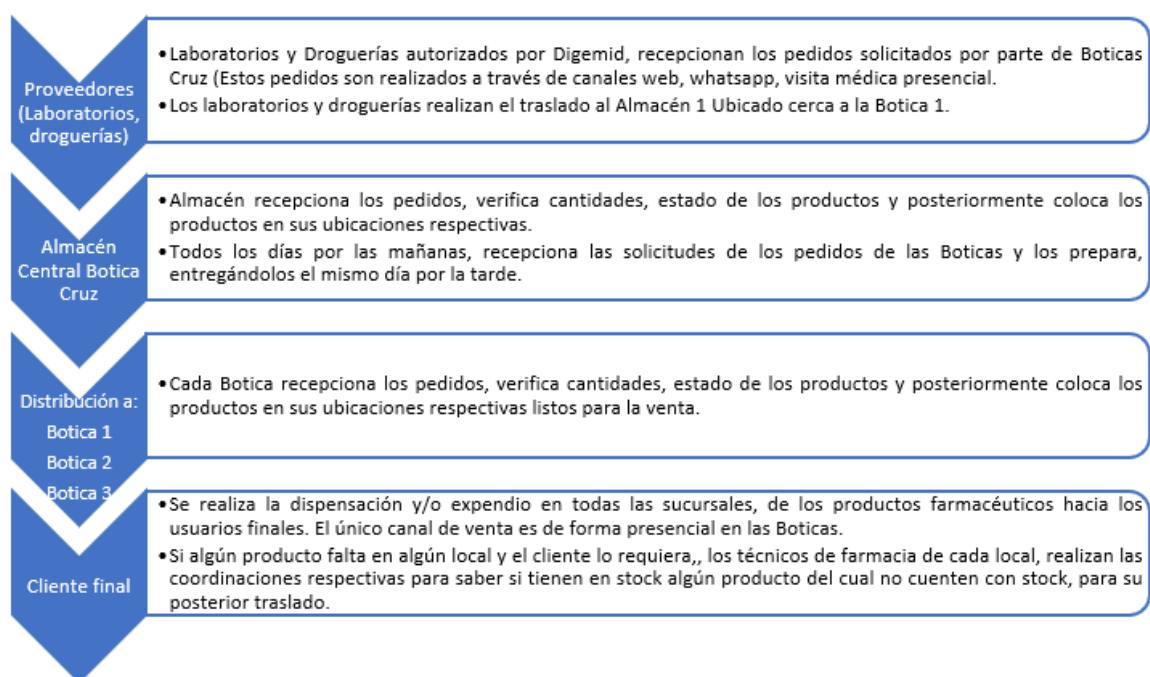 Proveedores
(Laboratorios,
droguerías)
•Laboratorios y Droguerías autorizados por Digemid, recepcionan los pedidos solicitados por parte de Boticas
Cruz (Estos pedidos son realizados a través de canales web, whatsapp, visita médica presencial.
•Los laboratorios y droguerías realizan el traslado al Almacén 1 Ubicado cerca a la Botica 1.
Almacén
Central Botica
Cruz
•Almacén recepciona los pedidos, verifica cantidades, estado de los productos y posteriormente coloca los
productos en sus ubicaciones respectivas.
•Todos los días por las mañanas, recepciona las solicitudes de los pedidos de las Boticas y los prepara,
entregándolos el mismo día por la tarde.
Distribución a:
Botica 1
Botica 2
Botica 3
•Cada Botica recepciona los pedidos, verifica cantidades, estado de los productos y posteriormente coloca los
productos en sus ubicaciones respectivas listos para la venta.
Cliente final
•Se realiza la dispensación y/o expendio en todas las sucursales, de los productos farmacéuticos hacia los
usuarios finales. El único canal de venta es de forma presencial en las Boticas.
•Si algún producto falta en algún local y el cliente lo requiera,, los técnicos de farmacia de cada local, realizan las
coordinaciones respectivas para saber si tienen en stock algún producto del cual no cuenten con stock, para su
posterior traslado.